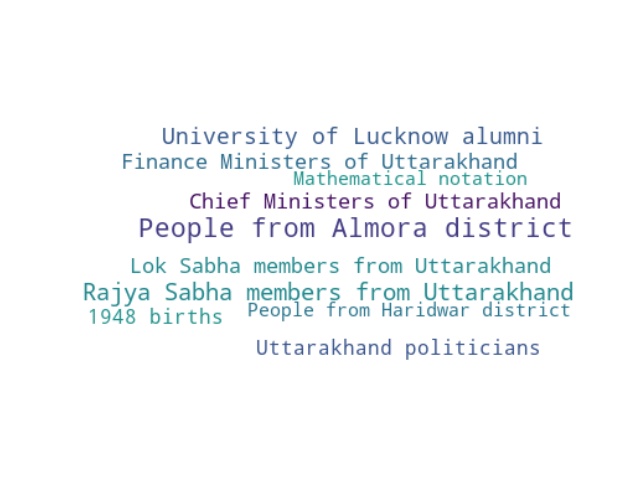 University of Lucknow alumni
Finance Ministers of Uttarakhand
Mathematical notation
Chief Ministers of Uttarakhand
People from Almora district
Lok Sabha members from Uttarakhand
Rajya Sabha members from Uttarakhand
People from Haridwar district
1948 births
Uttarakhand politicians